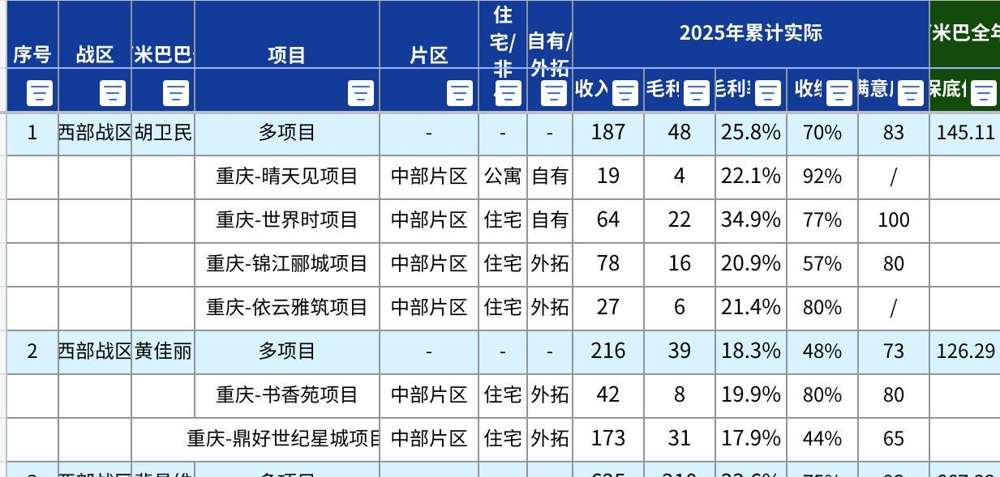 序号 战区 米巴巴 项目 片区 住宅/非 自有/外拓 2025年累计实际 米巴全年
收入 毛利 毛利 收 满意 保底
1 西部战区 胡卫民 多项目 - - - 187 48 25.8% 70% 83 145.11
重庆-晴天见项目 中部片区 公寓 自有 19 4 22.1% 92% /
重庆-世界时项目 中部片区 住宅 自有 64 22 34.9% 77% 100
重庆-锦江郦城项目 中部片区 住宅 外拓 78 16 20.9% 57% 80
重庆-依云雅筑项目 中部片区 住宅 外拓 27 6 21.4% 80% /
2 西部战区 黄佳丽 多项目 - - - 216 39 18.3% 48% 73 126.29
重庆-书香苑项目 中部片区 住宅 外拓 42 8 19.9% 80% 80
重庆-鼎好世纪星城项目 中部片区 住宅 外拓 173 31 17.9% 44% 65
西部战区 多项目